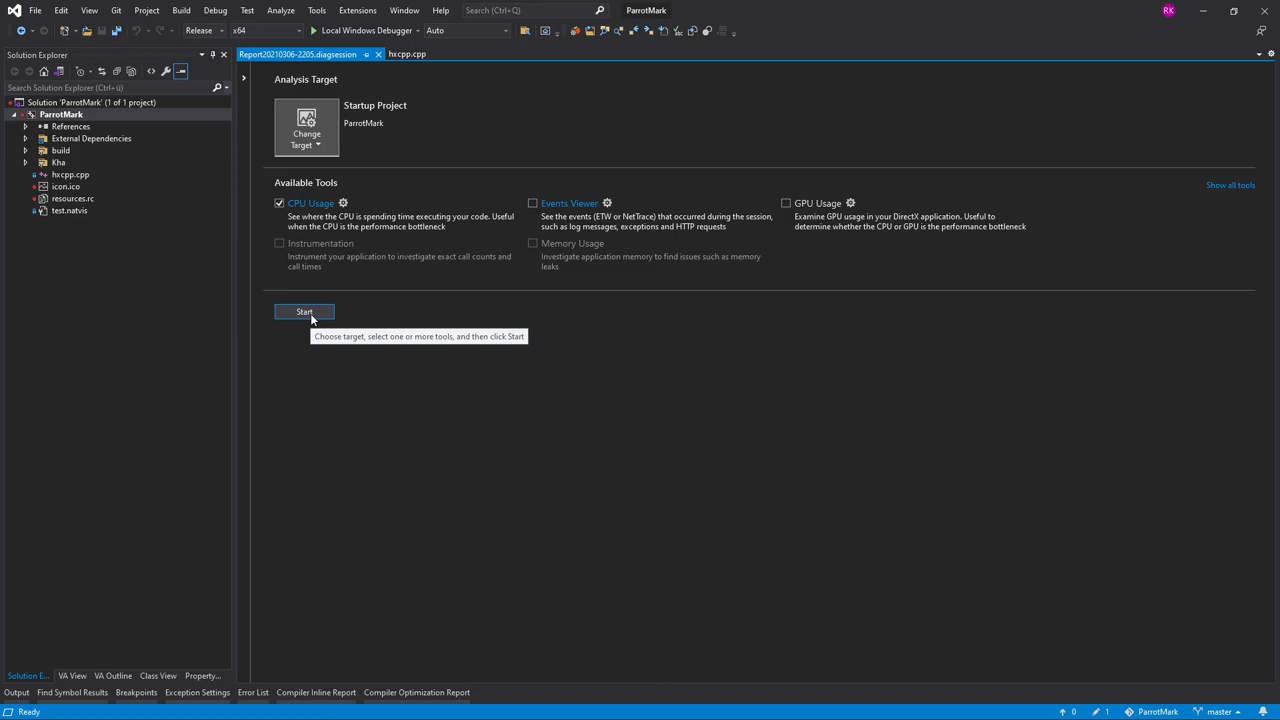 File Edit View Git Project Build Debug Test Analyze Tools Extensions Window Help Search (Ctrl+Q) ParrotMark RK
Release x64 Local Windows Debugger Auto
Solution Explorer
Search Solution Explorer (Ctrl+ü)
Solution 'ParrotMark' (1 of 1 project)
ParrotMark
References
External Dependencies
build
Kha
hxcpp.cpp
icon.ico
resources.rc
test.natvis
Solution E... VA View VA Outline Class View Property...
Report20210306-2205.diagsession hxcpp.cpp
Analysis Target
Change
Target
Startup Project
ParrotMark
Available Tools
Show all tools
CPU Usage
See where the CPU is spending time executing your code. Useful
when the CPU is the performance bottleneck
Events Viewer
See the events (ETW or NetTrace) that occurred during the session,
such as log messages, exceptions and HTTP requests
GPU Usage
Examine GPU usage in your DirectX application. Useful to
determine whether the CPU or GPU is the performance bottleneck
Instrumentation
Instrument your application to investigate exact call counts and
call times
Memory Usage
Investigate application memory to find issues such as memory
leaks
Start
Choose target, select one or more tools, and then click Start
Output Find Symbol Results Breakpoints Exception Settings Error List Compiler Inline Report Compiler Optimization Report
Ready 0 1 ParrotMark master